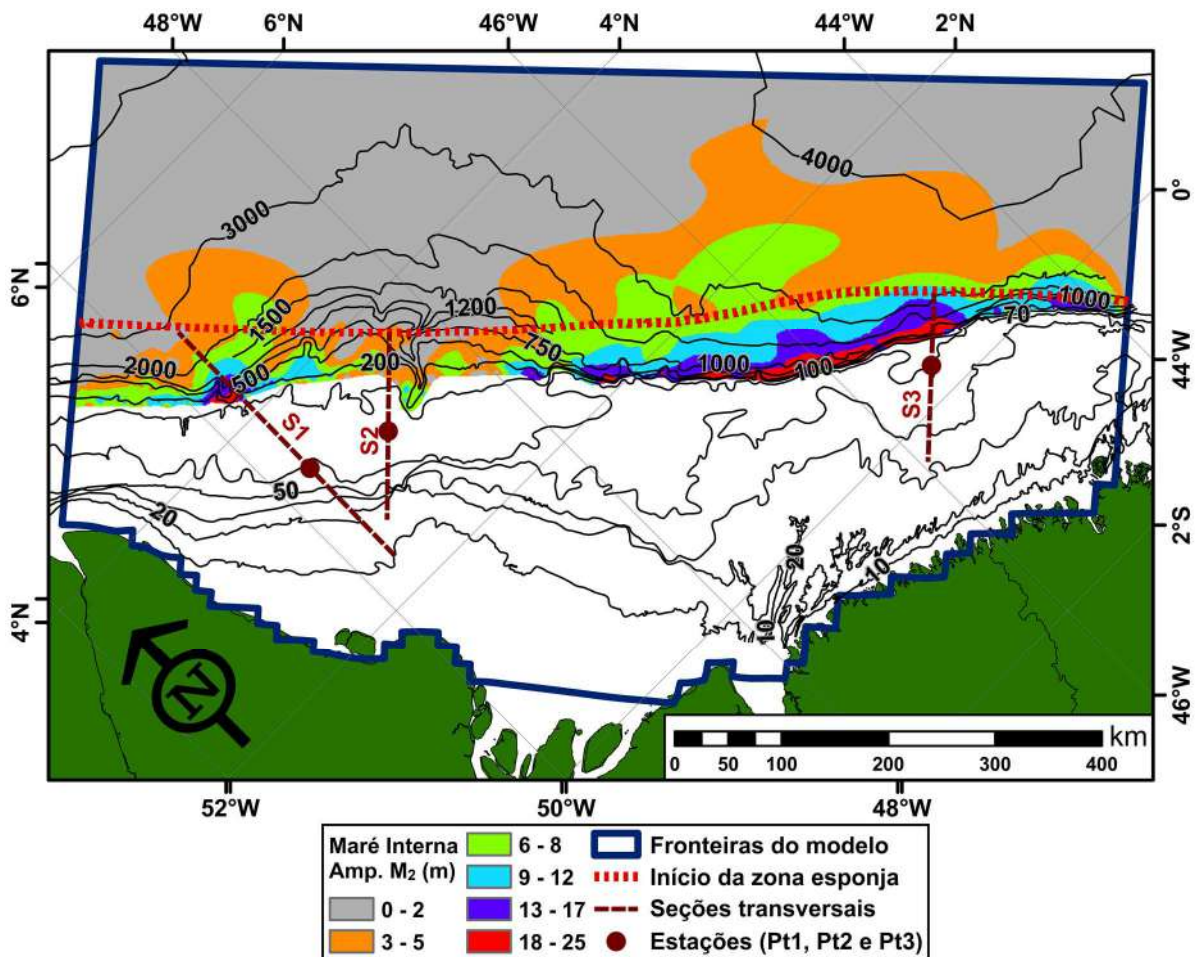 48°W 6°N 46°W 4°N 44°W 2°N
4000
3000
0°
6°N
1500
1200
1000
70
2000
500
200
750
1000
100
44°W
S1
S2
S3
50
20
2°S
20
10
10
4°N
N
46°W
km
0 50 100 200 300 400
52°W 50°W 48°W
Maré Interna
Amp. M₂ (m)
0 - 2
3 - 5
6 - 8
9 - 12
13 - 17
18 - 25
Fronteiras do modelo
Início da zona esponja
Seções transversais
Estações (Pt1, Pt2 e Pt3)